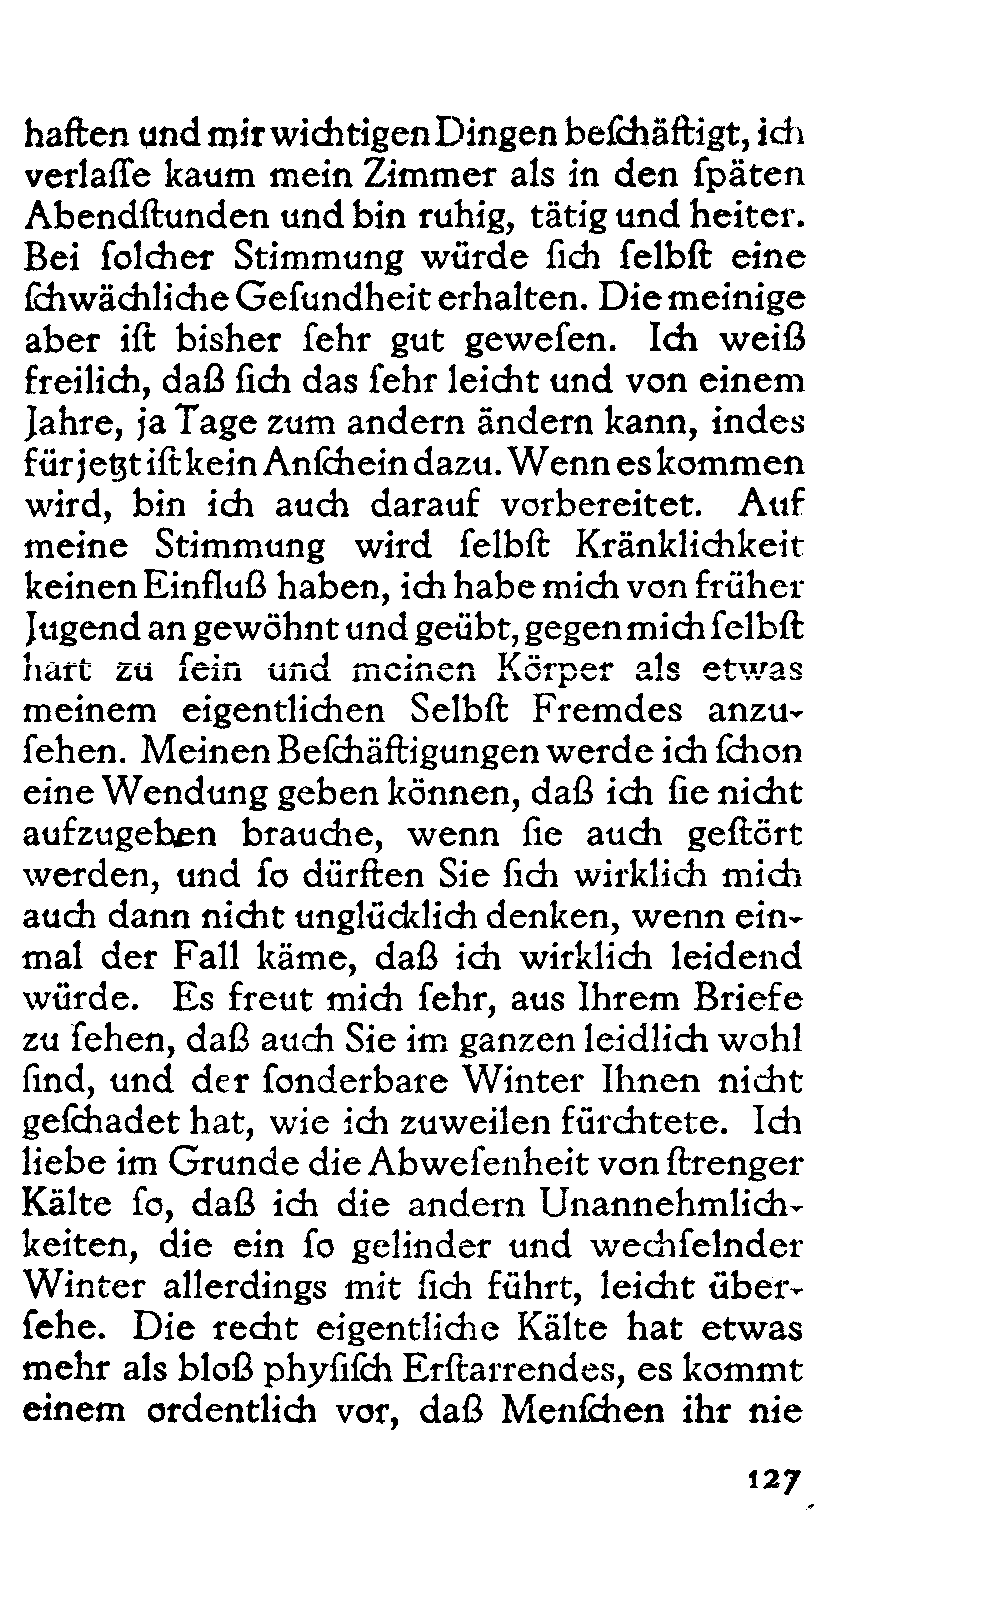 haften und mir wichtigen Dingen beſchäftigt, ich
verlaſſe kaum mein Zimmer als in den ſpäten
Abendſtunden und bin ruhig, tätig und heiter.
Bei ſolcher Stimmung würde ſich ſelbſt eine
ſchwächliche Geſundheit erhalten. Die meinige
aber iſt bisher ſehr gut geweſen. Ich weiß
freilich, daß ſich das ſehr leicht und von einem
Jahre, ja Tage zum andern ändern kann, indes
für jetzt iſt kein Anſchein dazu. Wenn es kommen
wird, bin ich auch darauf vorbereitet. Auf
meine Stimmung wird ſelbſt Kränklichkeit
keinen Einfluß haben, ich habe mich von früher
Jugend an gewöhnt und geübt, gegen mich ſelbſt
hart zu ſein und meinen Körper als etwas
meinem eigentlichen Selbſt Fremdes anzu-
ſehen. Meinen Beſchäftigungen werde ich ſchon
eine Wendung geben können, daß ich ſie nicht
aufzugeben brauche, wenn ſie auch geſtört
werden, und ſo dürften Sie ſich wirklich mich
auch dann nicht unglücklich denken, wenn ein-
mal der Fall käme, daß ich wirklich leidend
würde. Es freut mich ſehr, aus Ihrem Briefe
zu ſehen, daß auch Sie im ganzen leidlich wohl
ſind, und der ſonderbare Winter Ihnen nicht
geſchadet hat, wie ich zuweilen fürchtete. Ich
liebe im Grunde die Abweſenheit von ſtrenger
Kälte ſo, daß ich die andern Unannehmlich-
keiten, die ein ſo gelinder und wechſelnder
Winter allerdings mit ſich führt, leicht über-
ſehe. Die recht eigentliche Kälte hat etwas
mehr als bloß phyſiſch Erſtarrendes, es kommt
einem ordentlich vor, daß Menſchen ihr nie
127